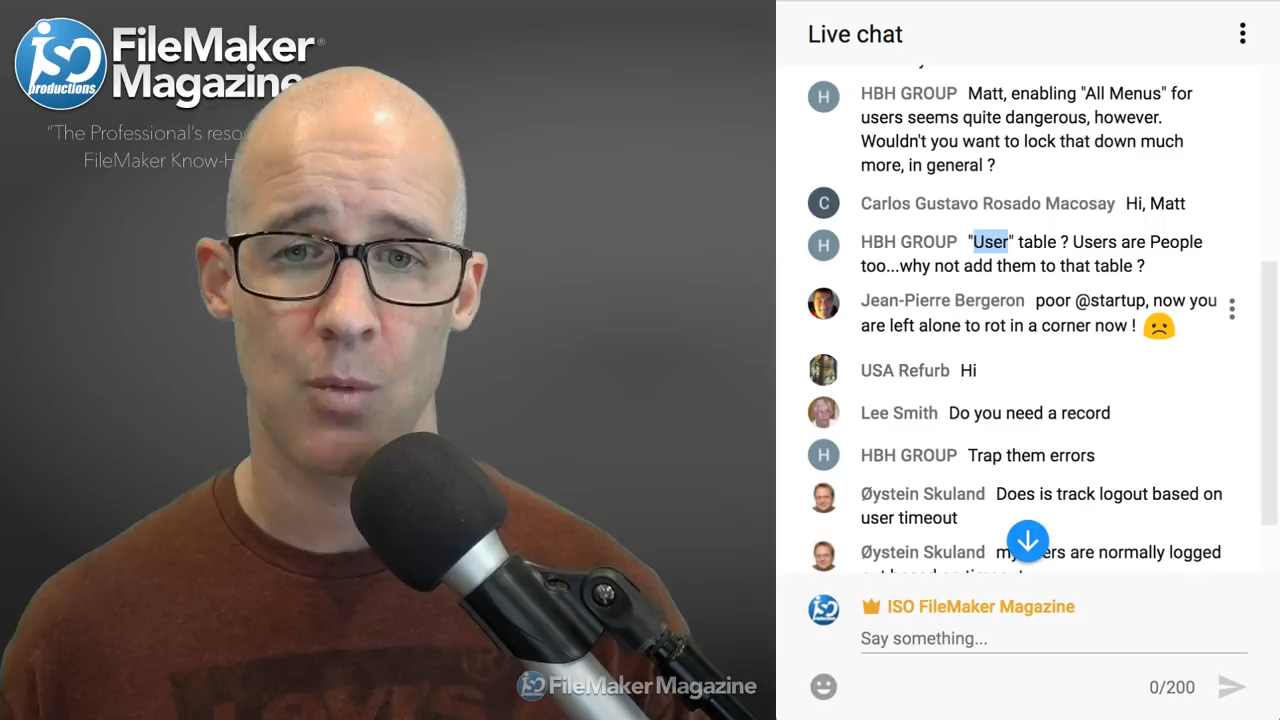 iso
productions
FileMaker®
Magazine
"The Professional's reso
FileMaker Know-H
FileMaker Magazine
Live chat
H HBH GROUP Matt, enabling "All Menus" for
users seems quite dangerous, however.
Wouldn't you want to lock that down much
more, in general ?
C Carlos Gustavo Rosado Macosay Hi, Matt
H HBH GROUP "User" table ? Users are People
too...why not add them to that table ?
Jean-Pierre Bergeron poor @startup, now you
are left alone to rot in a corner now !
USA Refurb Hi
Lee Smith Do you need a record
H HBH GROUP Trap them errors
Øystein Skuland Does is track logout based on
user timeout
Øystein Skuland my ers are normally logged
ISO FileMaker Magazine
Say something...
0/200